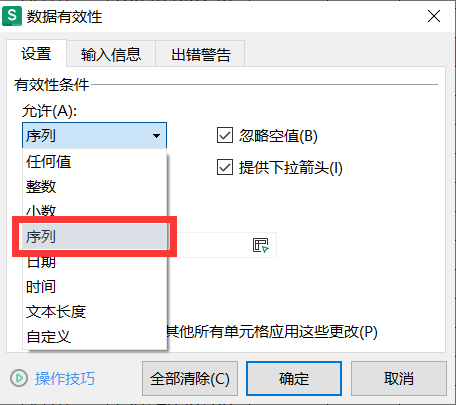 S 数据有效性
设置 输入信息 出错警告
有效性条件
允许(A):
序列 忽略空值(B)
任何值 提供下拉箭头(I)
整数
小数
序列
日期
时间
文本长度 其他所有单元格应用这些更改(P)
自定义
操作技巧 全部清除(C) 确定 取消